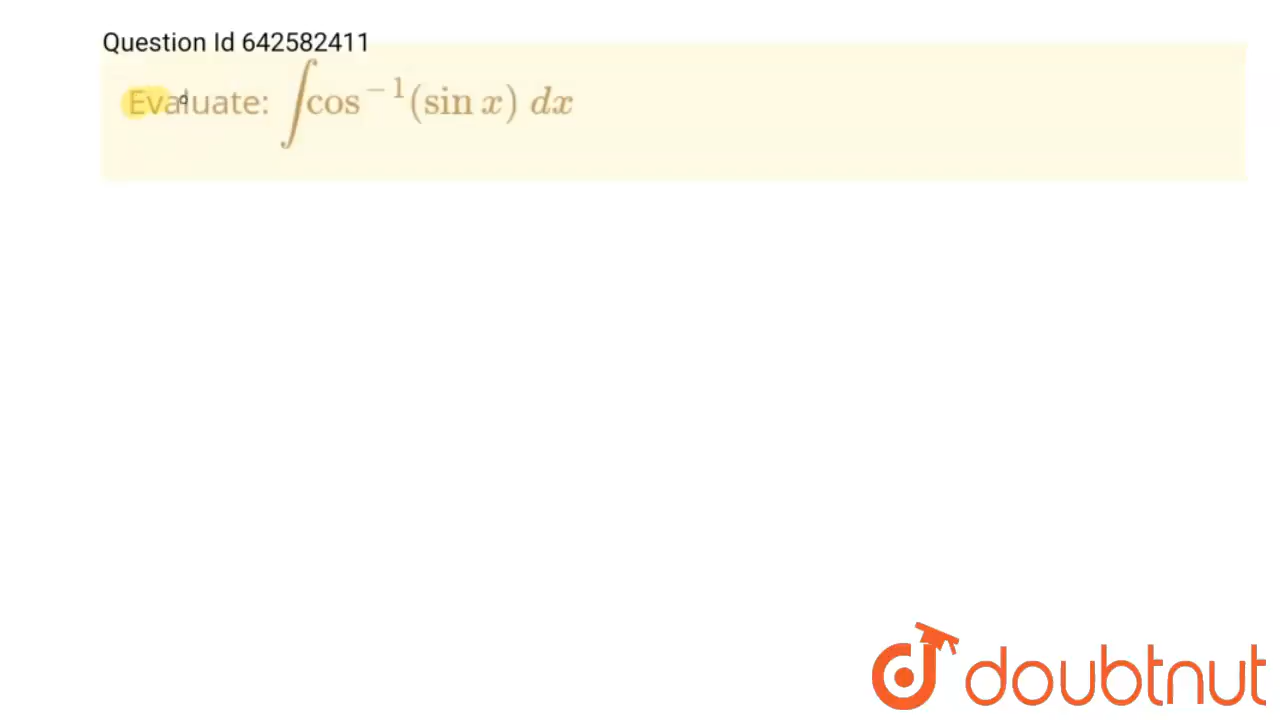 Question Id 642582411
Evaluate: ∫cos⁻¹(sin x) dx
doubtnut